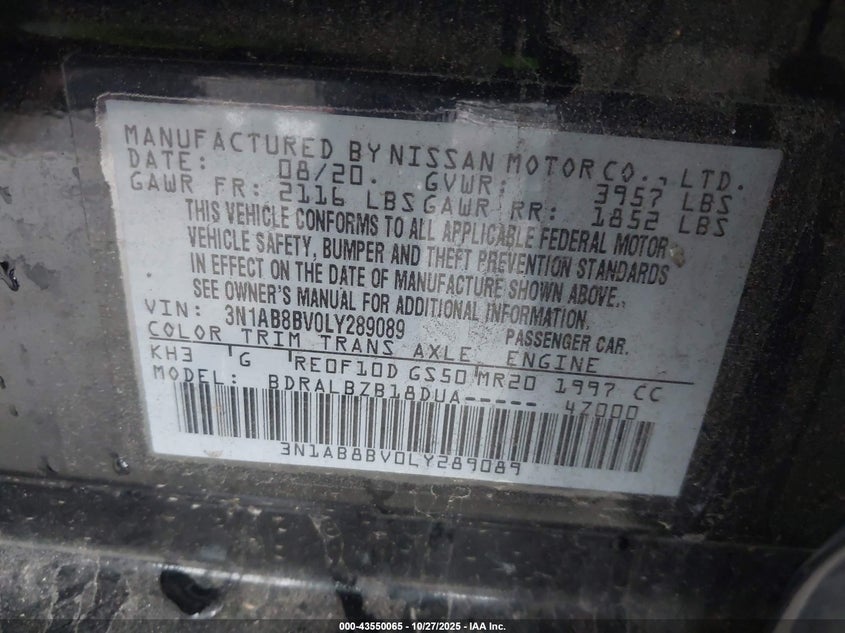 MANUFACTURED BY NISSAN MOTOR CO., LTD.
DATE: 08/20. GVWR: 3957 LBS
GAWR FR: 2116 LBS GAWR RR: 1852 LBS
THIS VEHICLE CONFORMS TO ALL APPLICABLE FEDERAL MOTOR
VEHICLE SAFETY, BUMPER AND THEFT PREVENTION STANDARDS
IN EFFECT ON THE DATE OF MANUFACTURE SHOWN ABOVE.
SEE OWNER'S MANUAL FOR ADDITIONAL INFORMATION.
VIN: 3N1AB8BV0LY289089 PASSENGER CAR.
COLOR TRIM TRANS AXLE ENGINE
KH3 G RE0F10D GS50 MR20 1997 CC
MODEL: BDRALBZB18DUA----- 47000
3N1AB8BV0LY289089
000-43550065 - 10/27/2025 - IAA Inc.